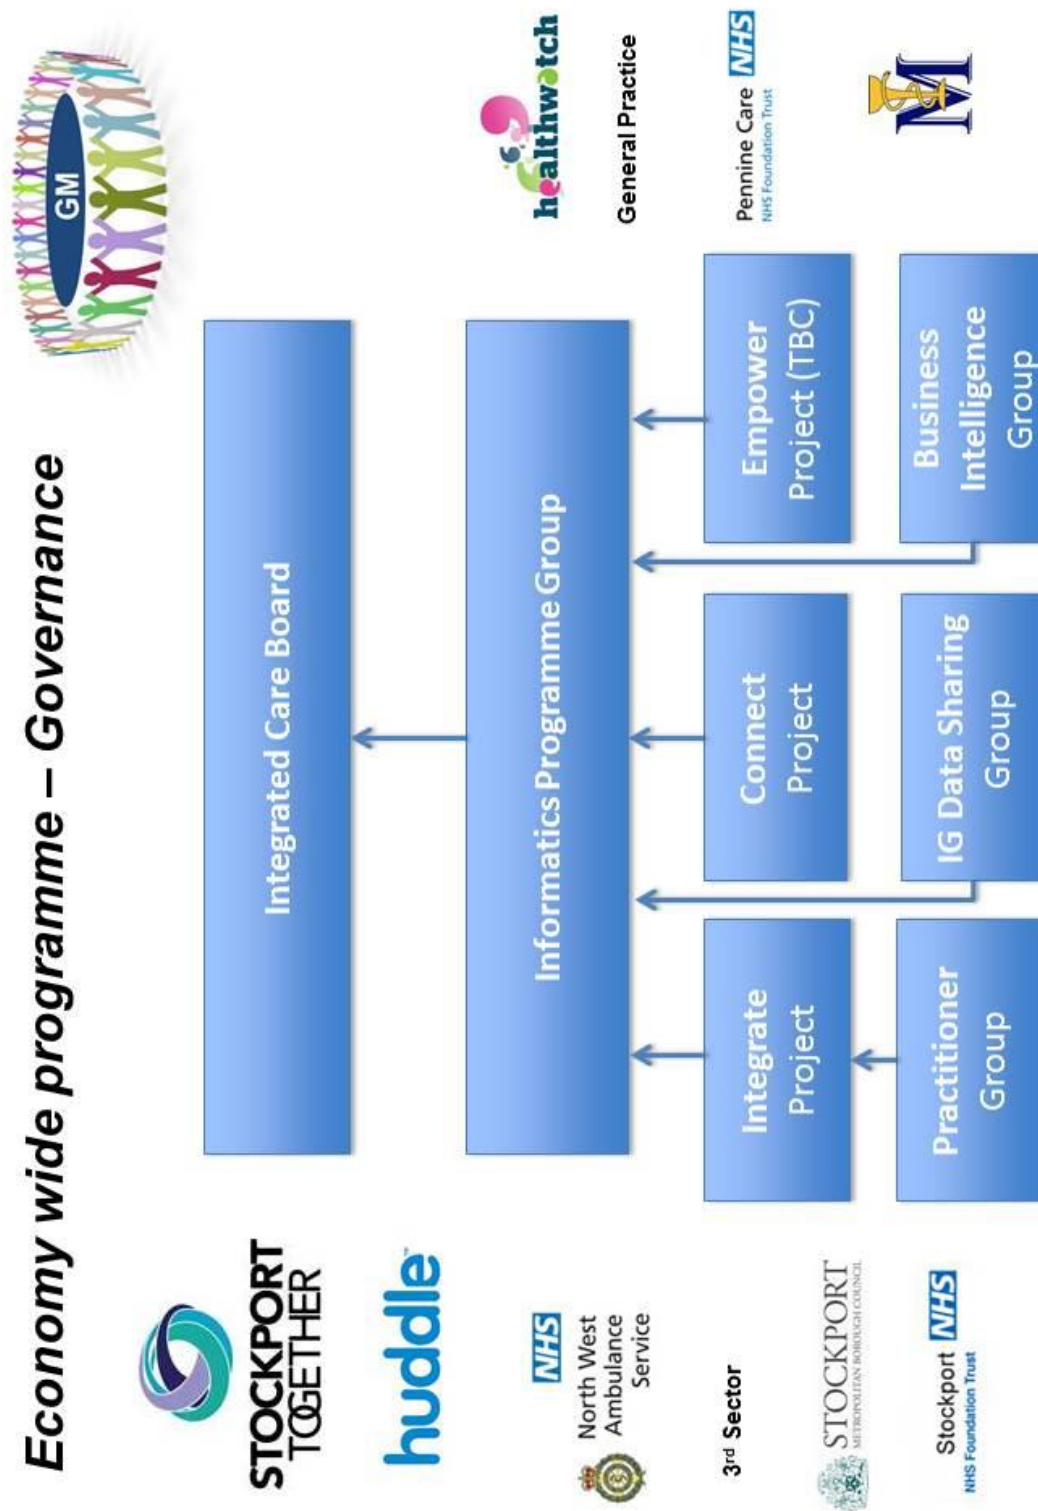 Economy wide programme – Governance
GM
STOCKPORT
TOGETHER
huddle™
NHS
North West
Ambulance
Service
3rd Sector
STOCKPORT
METROPOLITAN BOROUGH COUNCIL
Stockport NHS
NHS Foundation Trust
Integrated Care Board
Informatics Programme Group
Integrate
Project
Connect
Project
Empower
Project (TBC)
Practitioner
Group
IG Data Sharing
Group
Business
Intelligence
Group
healthwatch
General Practice
Pennine Care NHS
NHS Foundation Trust
M